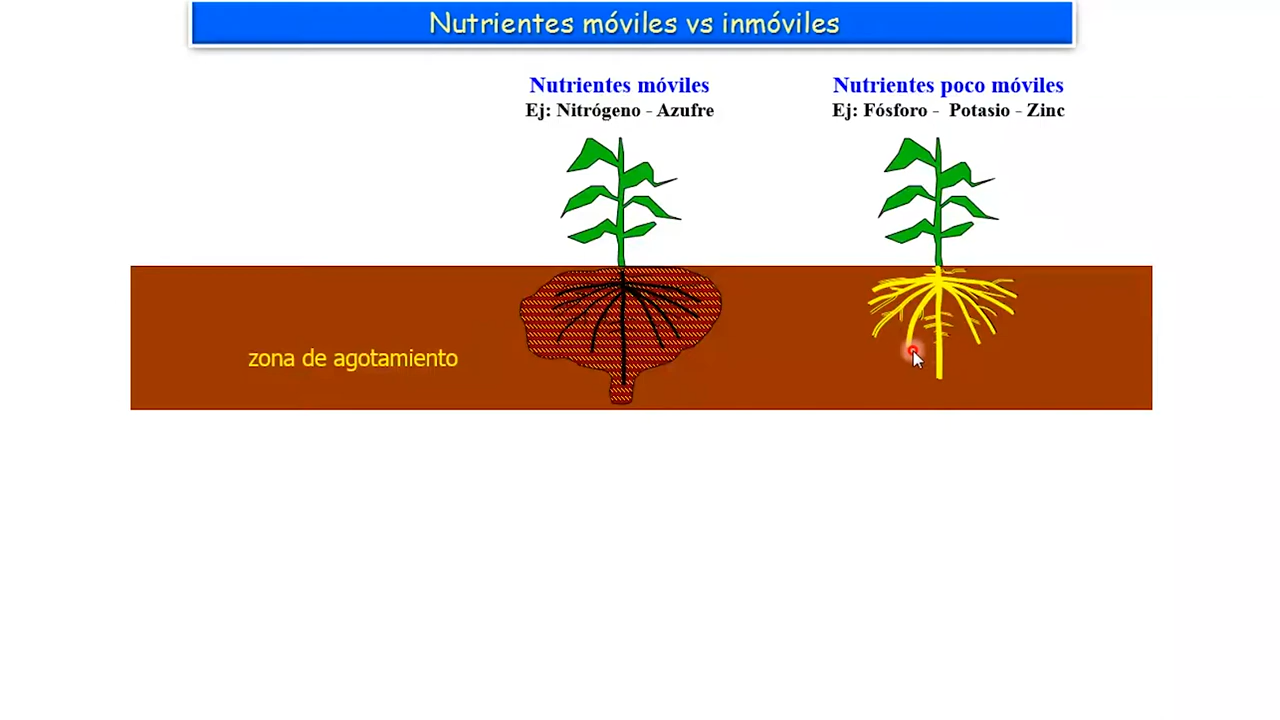 Nutrientes móviles vs inmóviles
Nutrientes móviles
Ej: Nitrógeno - Azufre
Nutrientes poco móviles
Ej: Fósforo - Potasio - Zinc
zona de agotamiento